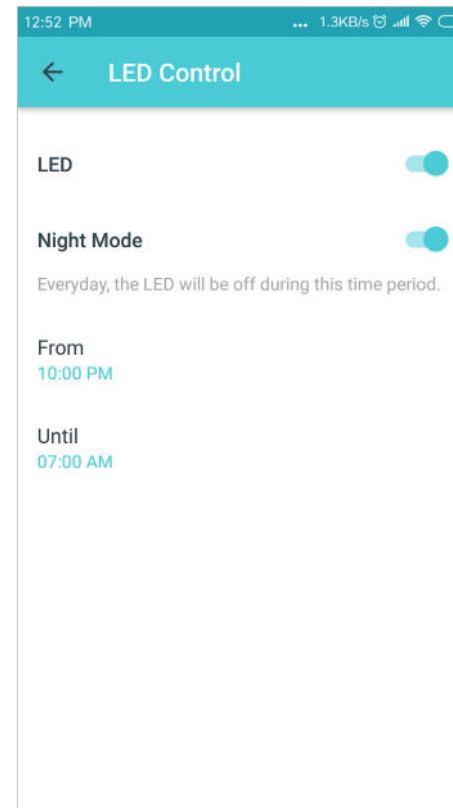 12:52 PM ... 1.3KB/s
LED Control
LED
Night Mode
Everyday, the LED will be off during this time period.
From
10:00 PM
Until
07:00 AM